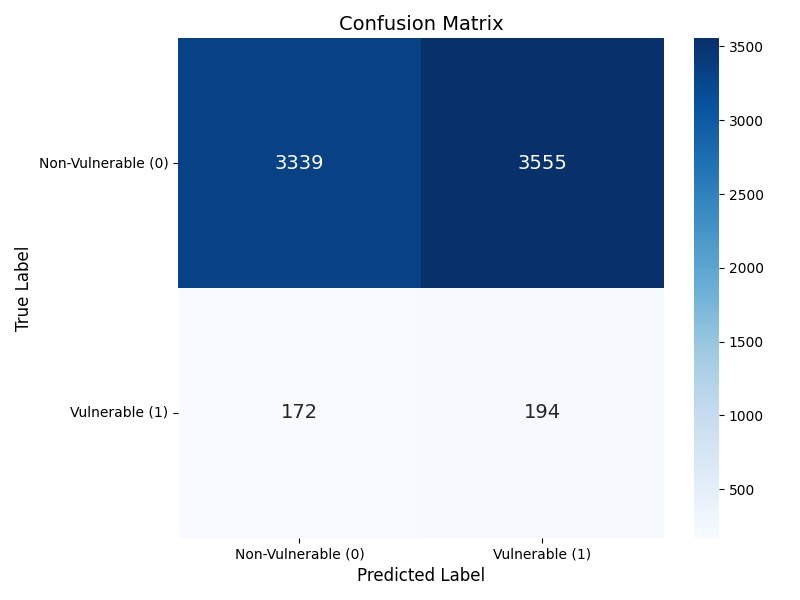 Confusion Matrix
True Label
Non-Vulnerable (0)
3339
3555
Vulnerable (1)
172
194
Non-Vulnerable (0)
Vulnerable (1)
Predicted Label
3500
3000
2500
2000
1500
1000
500